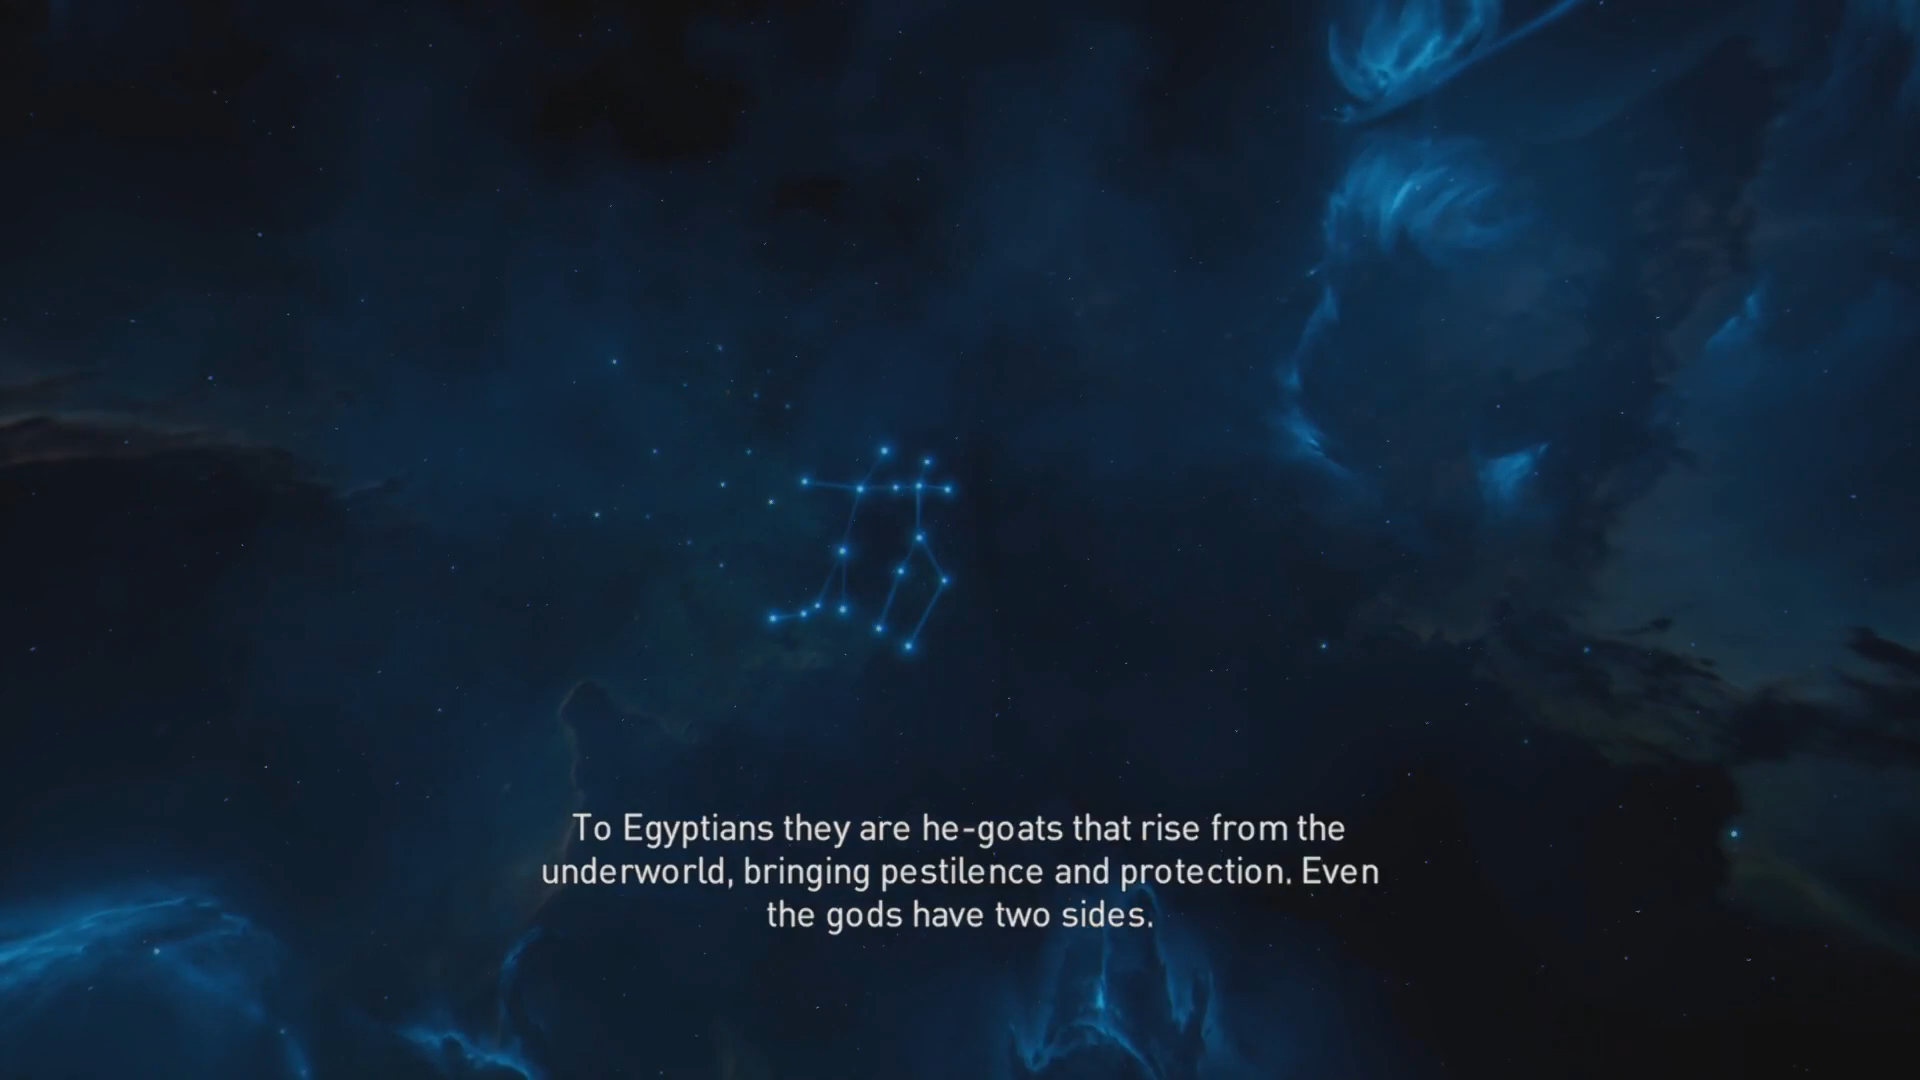 To Egyptians they are he-goats that rise from the
underworld, bringing pestilence and protection. Even
the gods have two sides.